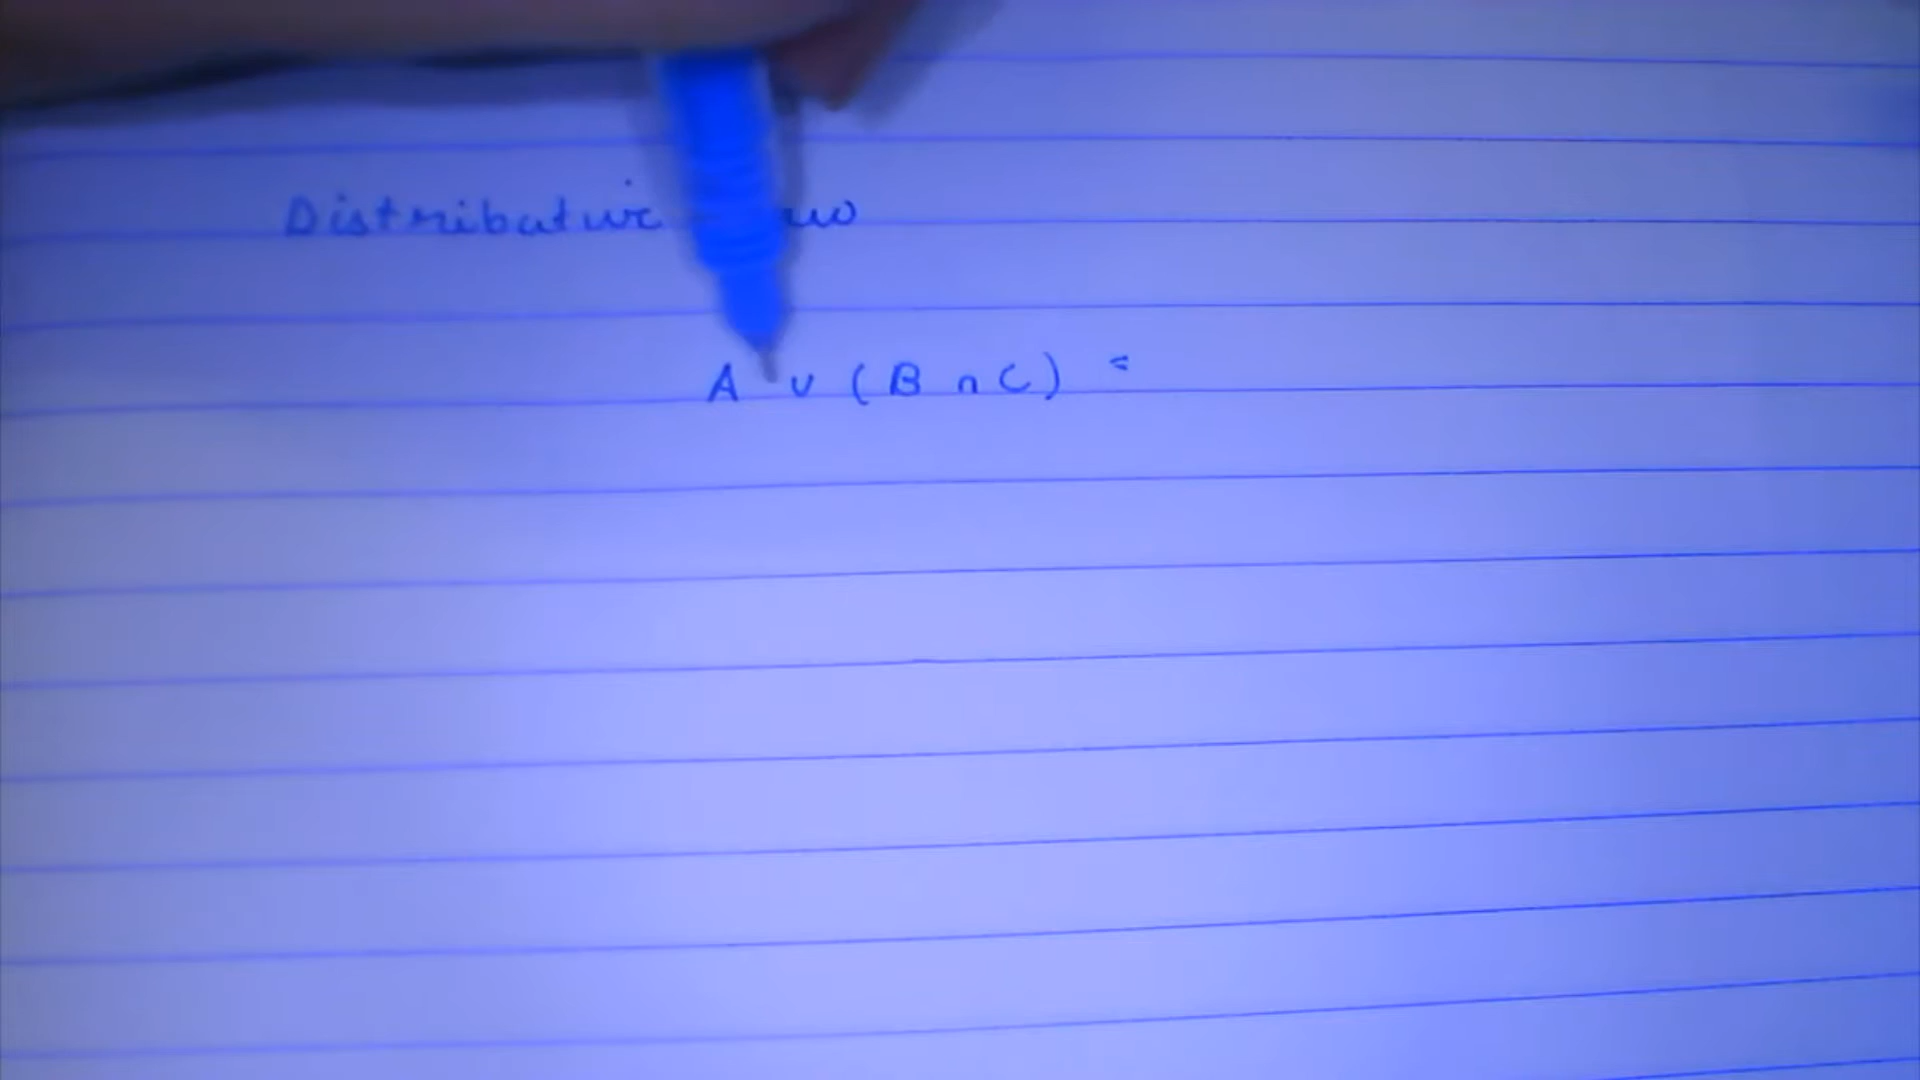 Distributive
A ∪ (B ∩ C) =